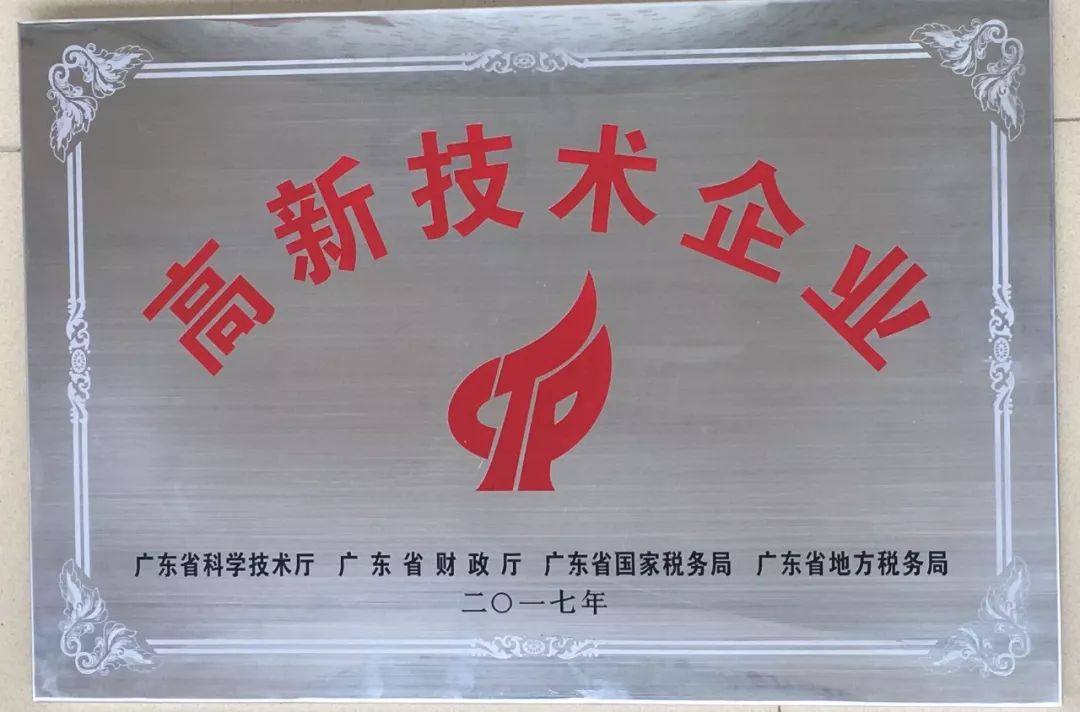 高新技术企业
广东省科学技术厅 广东省财政厅 广东省国家税务局 广东省地方税务局
二〇一七年